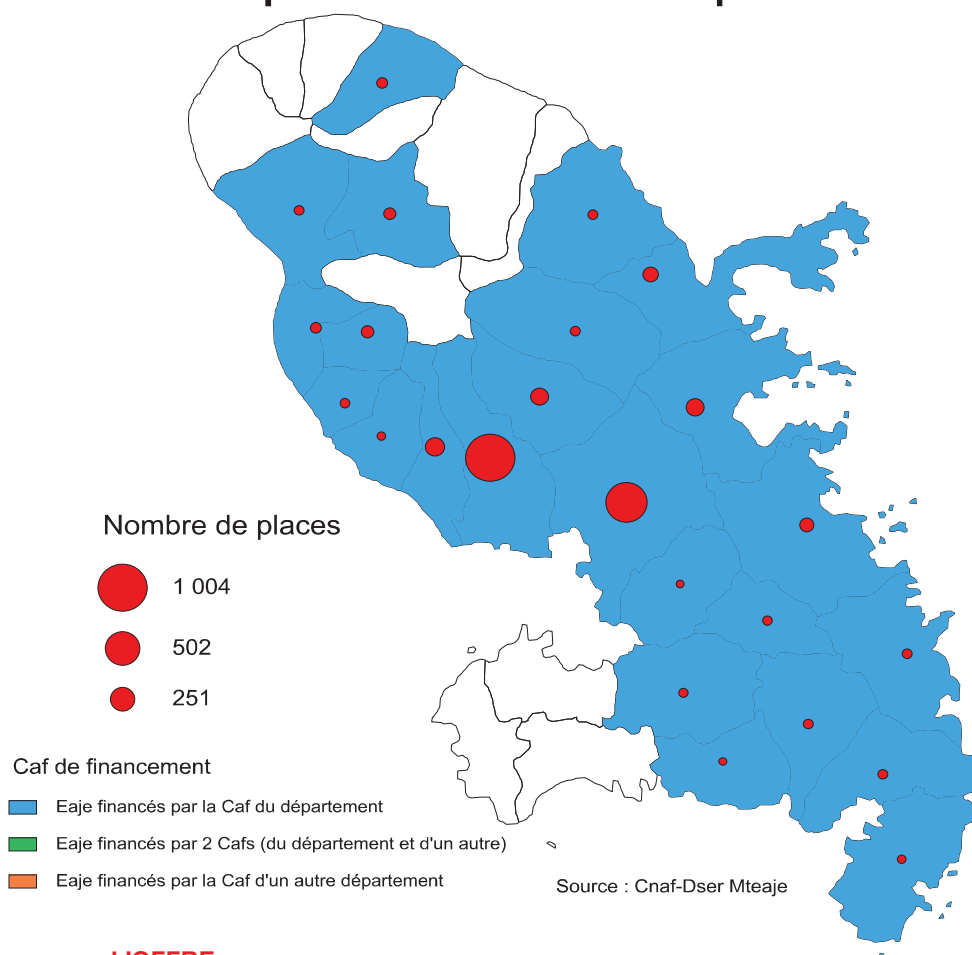 Nombre de places
1 004
502
251
Caf de financement
Eaje financés par la Caf du département
Eaje financés par 2 Cafs (du département et d'un autre)
Eaje financés par la Caf d'un autre département
Source : Cnaf-Dser Mteaje